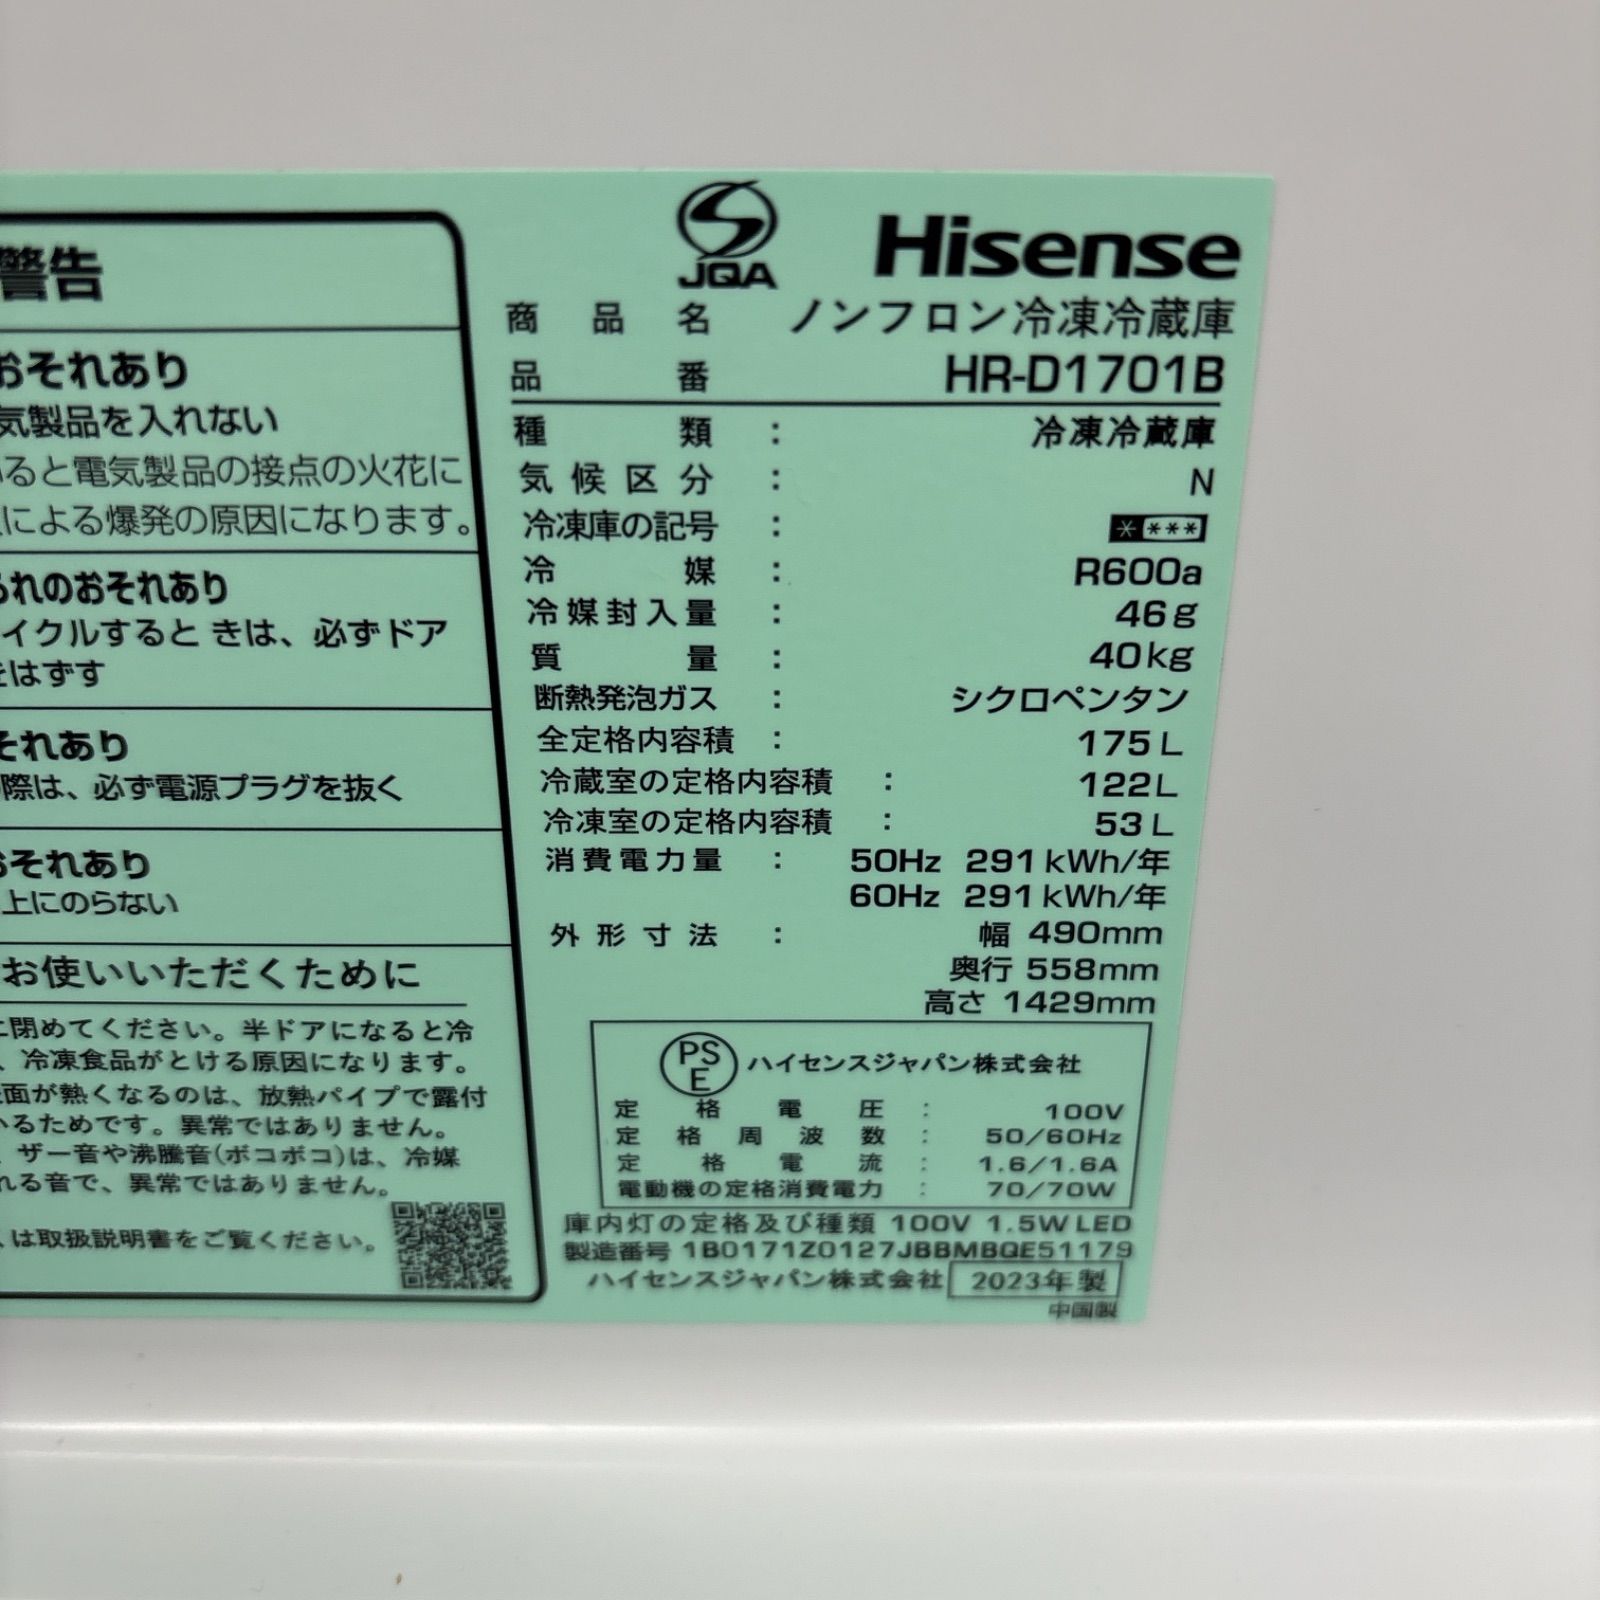 警告
おそれあり
気製品を入れない
ると電気製品の接点の火花に
による爆発の原因になります。
れのおそれあり
イクルするときは、必ずドア
をはずす
それあり
際は、必ず電源プラグを抜く
おそれあり
上にのらない
お使いいただくために
に閉めてください。半ドアになると冷
、冷凍食品がとける原因になります。
面が熱くなるのは、放熱パイプで露付
いるためです。異常ではありません。
ザー音や沸騰音(ボコボコ)は、冷媒
れる音で、異常ではありません。
は取扱説明書をご覧ください。
JQA
Hisense
商品名 ノンフロン冷凍冷蔵庫
品番 HR-D1701B
種類 : 冷凍冷蔵庫
気候区分 : N
冷凍庫の記号 : * ***
冷媒 : R600a
冷媒封入量 : 46g
質量 : 40kg
断熱発泡ガス : シクロペンタン
全定格内容積 : 175L
冷蔵室の定格内容積 : 122L
冷凍室の定格内容積 : 53L
消費電力量 : 50Hz 291kWh/年
60Hz 291kWh/年
外形寸法 : 幅 490mm
奥行 558mm
高さ 1429mm
PSE ハイセンスジャパン株式会社
定格電圧 : 100V
定格周波数 : 50/60Hz
定格電流 : 1.6/1.6A
電動機の定格消費電力 : 70/70W
庫内灯の定格及び種類 100V 1.5W LED
製造番号 1B0171Z0127JBBMBQE51179
ハイセンスジャパン株式会社 2023年製
中国製